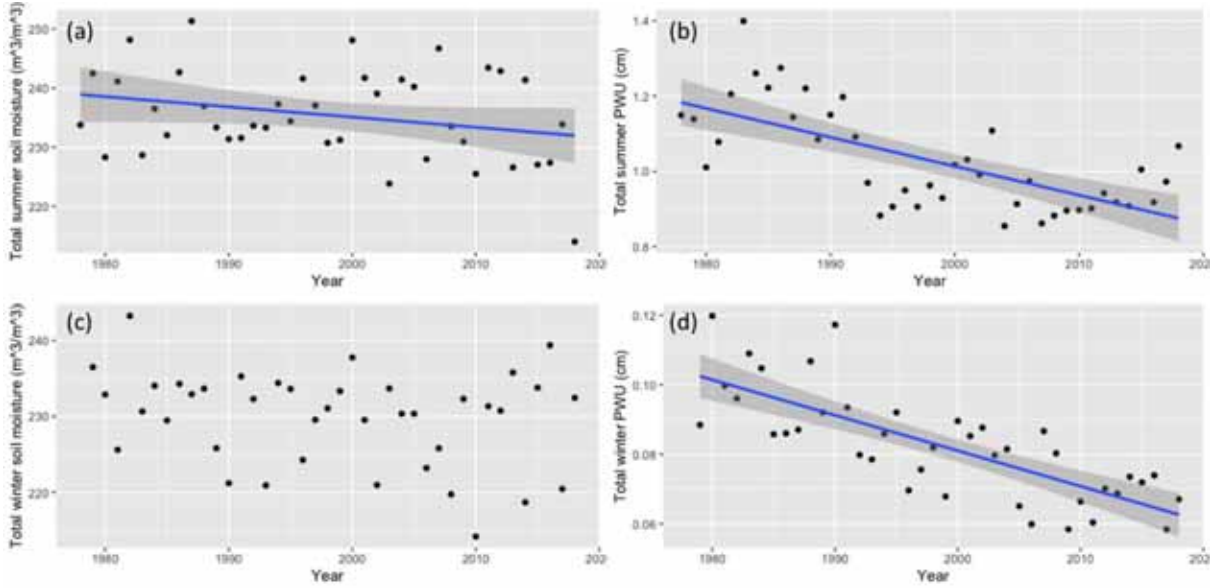 (a)
Total summer soil moisture (m^3/m^3)
250
240
230
220
1980
1990
2000
2010
202
Year
(b)
Total summer PWU (cm)
1.4
1.2
1.0
0.8
1980
1990
2000
2010
2020
Year
(c)
Total winter soil moisture (m^3/m^3)
240
230
220
1980
1990
2000
2010
202
Year
(d)
Total winter PWU (cm)
0.12
0.10
0.08
0.06
1980
1990
2000
2010
202
Year